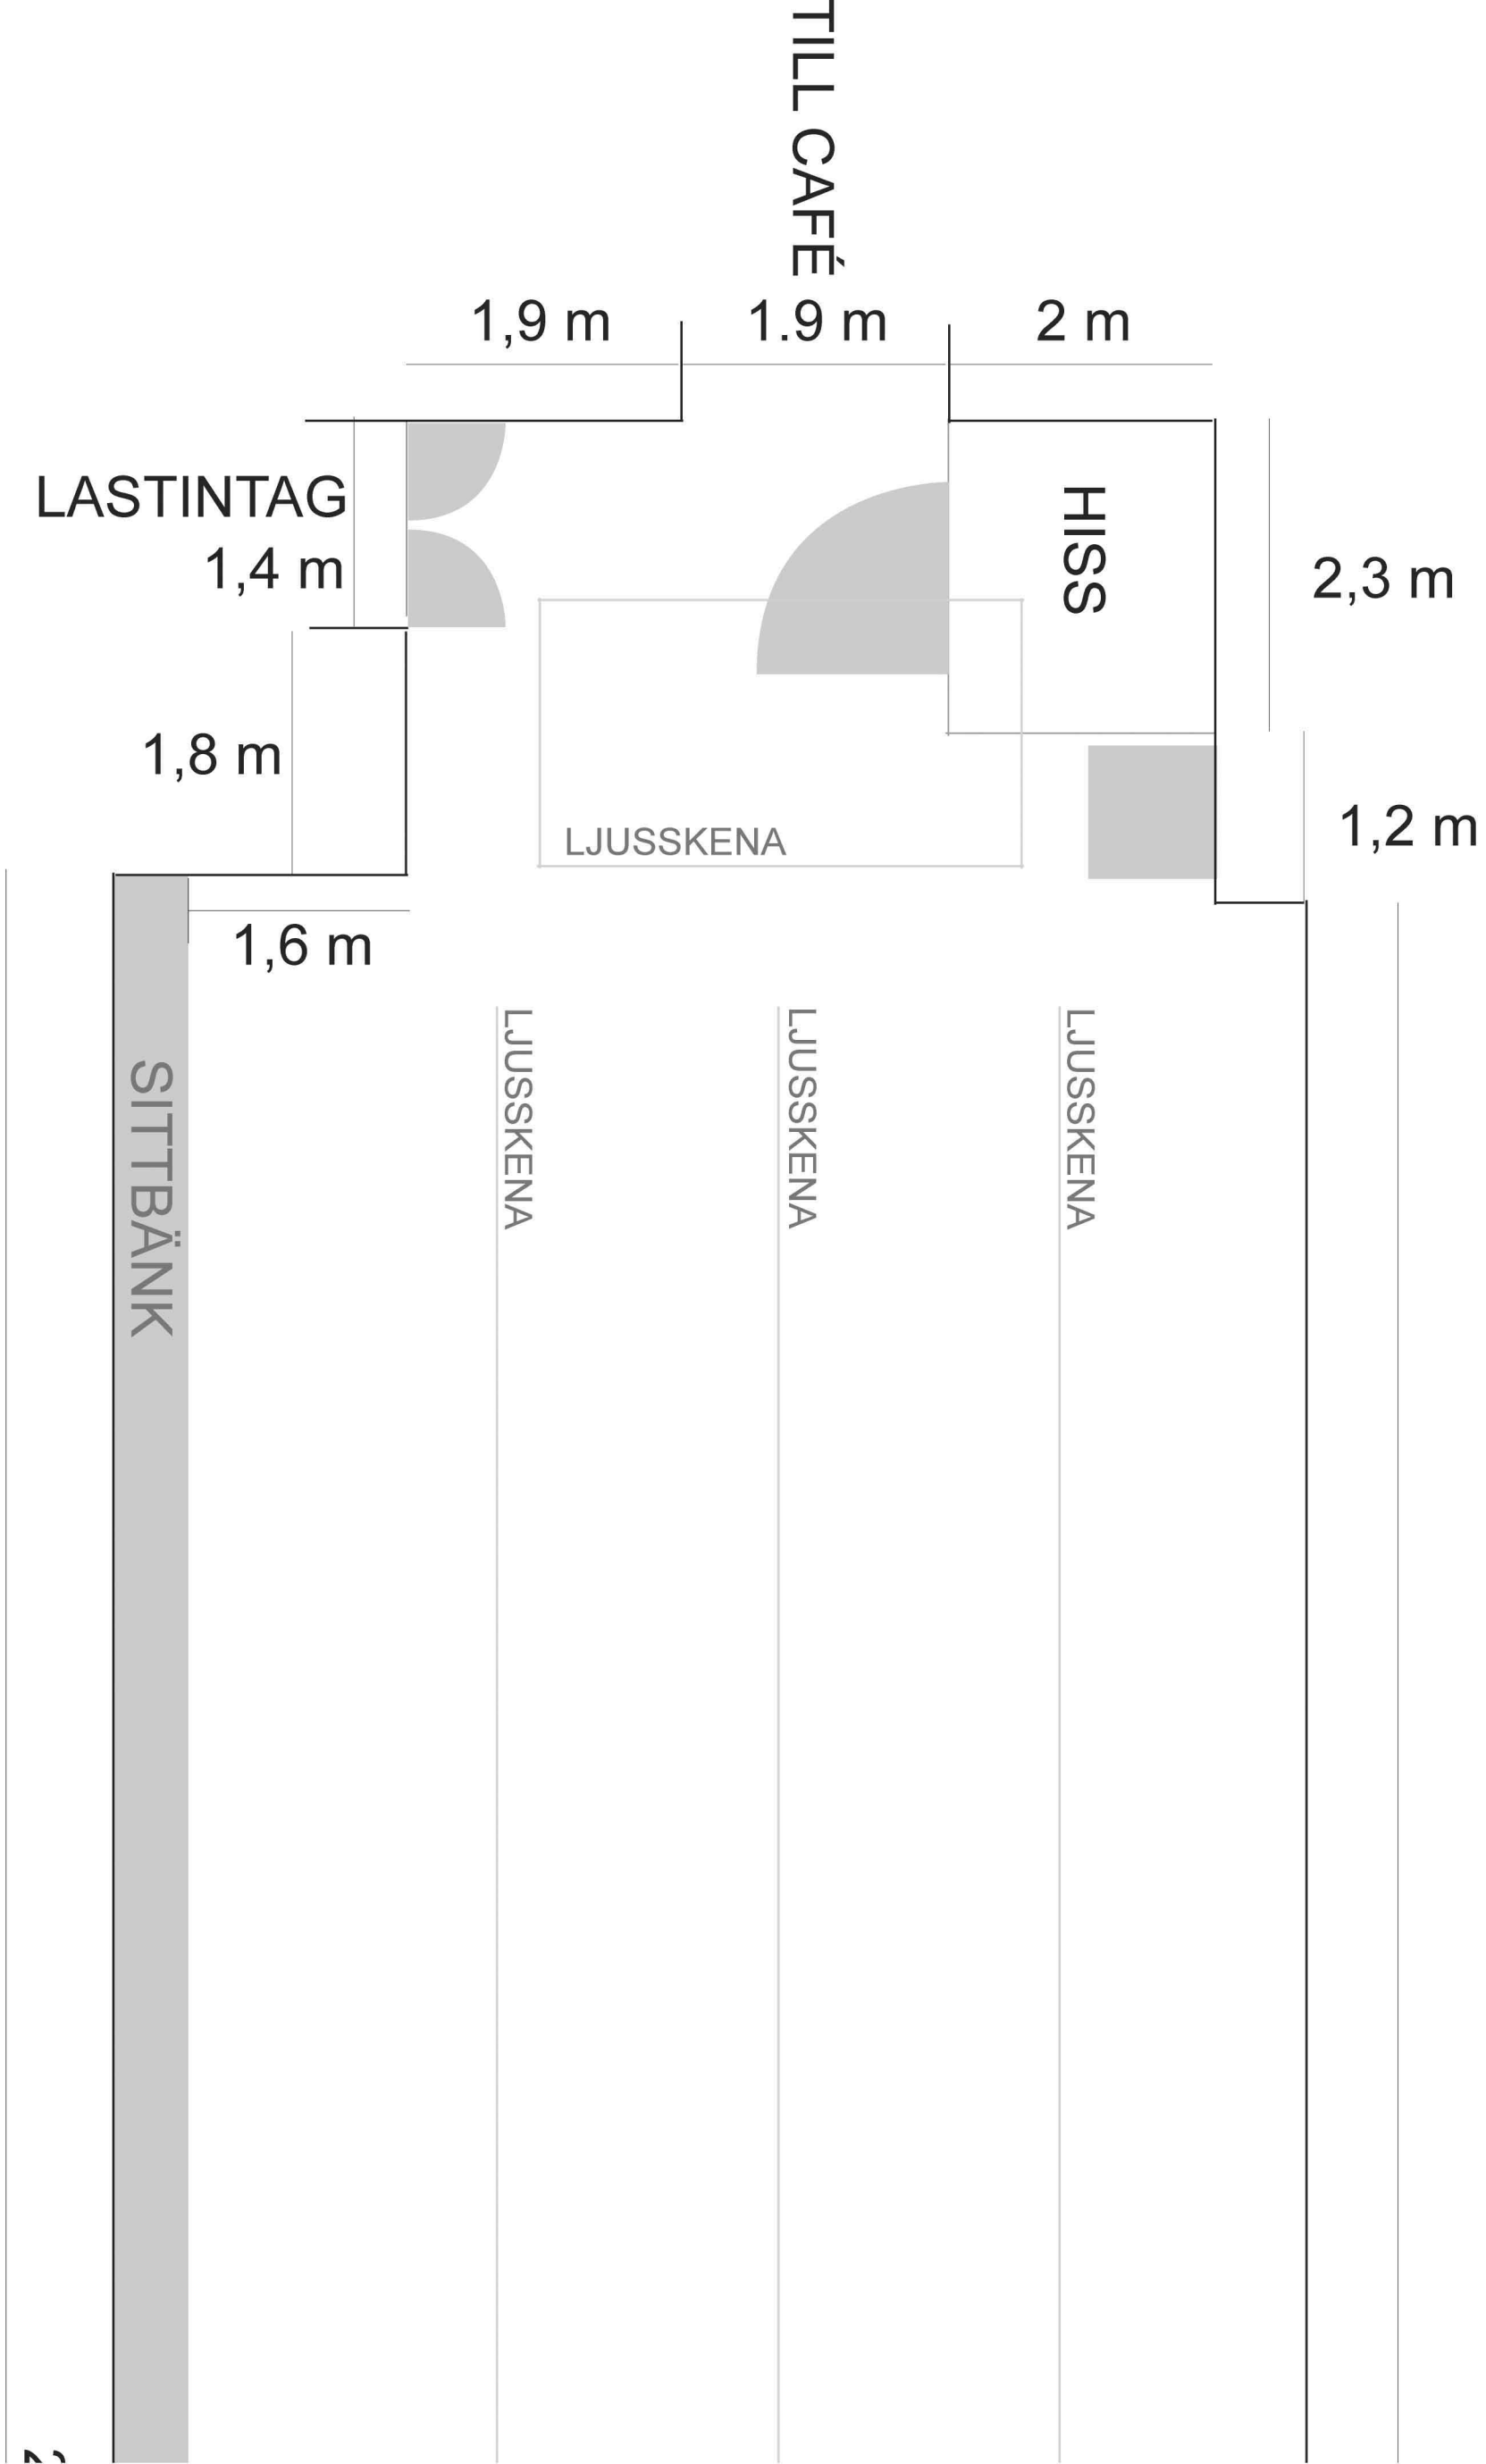 TILL CAFÉ
1,9 m
1.9 m
2 m
LASTINTAG
1,4 m
HISS
2,3 m
1,8 m
LJUSSKENA
1,2 m
1,6 m
SITTBÄNK
LJUSSKENA
LJUSSKENA
LJUSSKENA